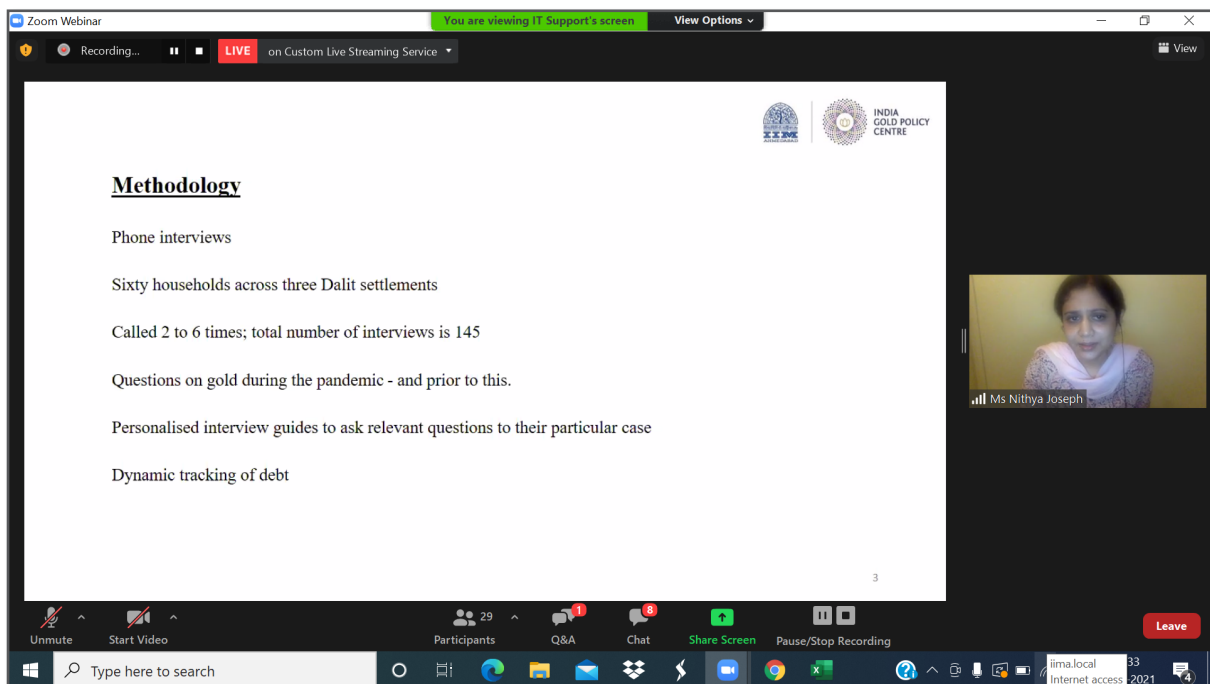 Zoom Webinar
You are viewing IT Support's screen
View Options
Recording...
LIVE
on Custom Live Streaming Service
View
IIM
AHMEDABAD
INDIA
GOLD POLICY
CENTRE
Methodology
Phone interviews
Sixty households across three Dalit settlements
Called 2 to 6 times; total number of interviews is 145
Questions on gold during the pandemic - and prior to this.
Personalised interview guides to ask relevant questions to their particular case
Dynamic tracking of debt
3
Ms Nithya Joseph
Unmute
Start Video
29
Participants
1
Q&A
8
Chat
Share Screen
Pause/Stop Recording
Leave
Type here to search
iima.local
Internet access
33
-2021
4